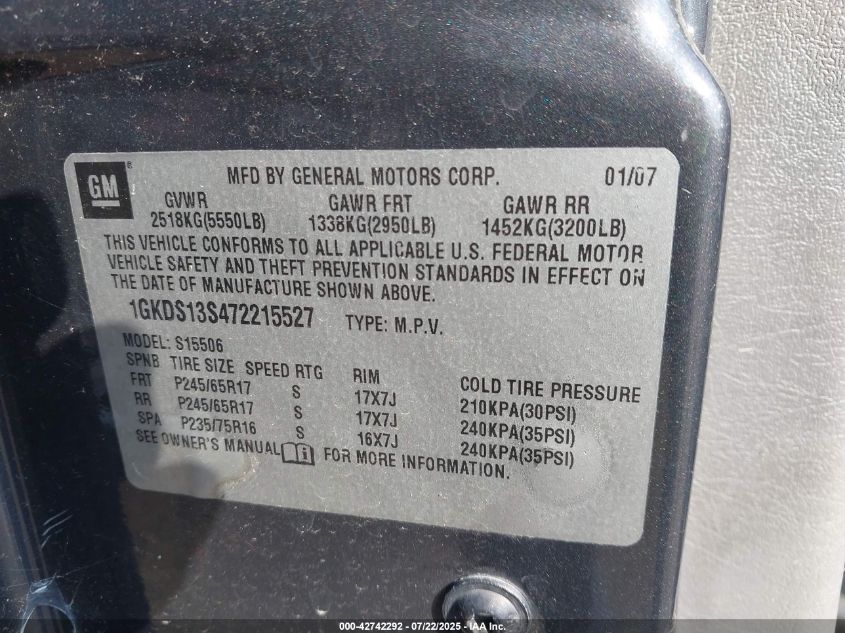 GM® MFD BY GENERAL MOTORS CORP. 01/07
GVWR GAWR FRT GAWR RR
2518KG(5550LB) 1338KG(2950LB) 1452KG(3200LB)
THIS VEHICLE CONFORMS TO ALL APPLICABLE U.S. FEDERAL MOTOR
VEHICLE SAFETY AND THEFT PREVENTION STANDARDS IN EFFECT ON
THE DATE OF MANUFACTURE SHOWN ABOVE.
1GKDS13S472215527 TYPE: M.P.V.
MODEL: S15506
SPNB TIRE SIZE SPEED RTG RIM COLD TIRE PRESSURE
FRT P245/65R17 S 17X7J 210KPA(30PSI)
RR P245/65R17 S 17X7J 240KPA(35PSI)
SPA P235/75R16 S 16X7J 240KPA(35PSI)
SEE OWNER'S MANUAL FOR MORE INFORMATION.
000-42742292 - 07/22/2025 - IAA Inc.